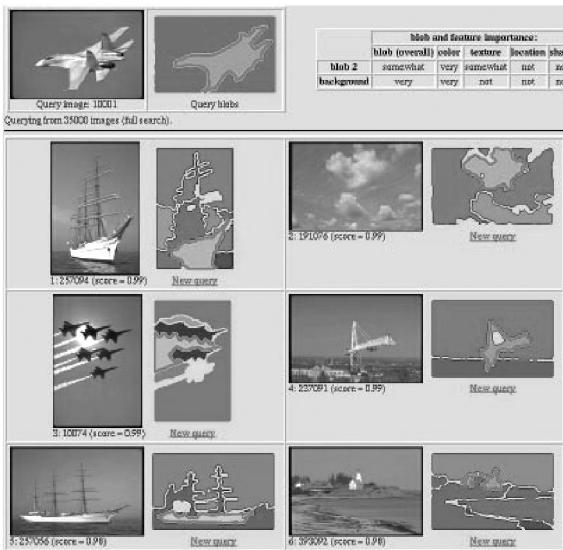 Query image: 10001
Query blobs
blob and feature importance:
blob (overall) color texture location
blob 2 somewhat very somewhat not
background very very not not
Querying from 35000 images (full search).
1: 257094 (score = 0.99) New query
2: 191076 (score = 0.99) New query
3: 10074 (score = 0.99) New query
4: 237091 (score = 0.99) New query
5: 257056 (score = 0.98) New query
6: 393092 (score = 0.98) New query